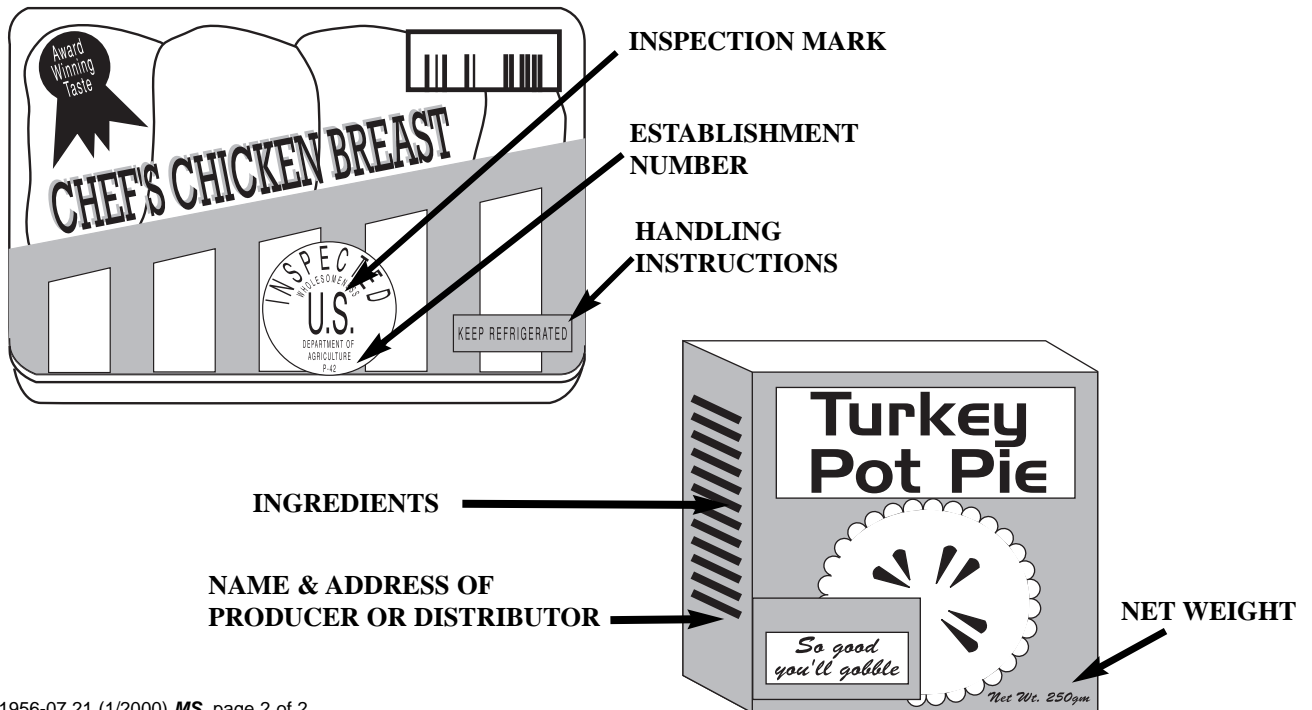 Award
Winning
Taste
CHEF'S CHICKEN BREAST
INSPECTED
WHOLESOMENESS
U.S.
DEPARTMENT OF
AGRICULTURE
P-42
KEEP REFRIGERATED
INSPECTION MARK
ESTABLISHMENT
NUMBER
HANDLING
INSTRUCTIONS
Turkey
Pot Pie
INGREDIENTS
NAME & ADDRESS OF
PRODUCER OR DISTRIBUTOR
So good
you'll gobble
Net Wt. 250gm
NET WEIGHT
1956-07.21 (1/2000) MS, page 2 of 2